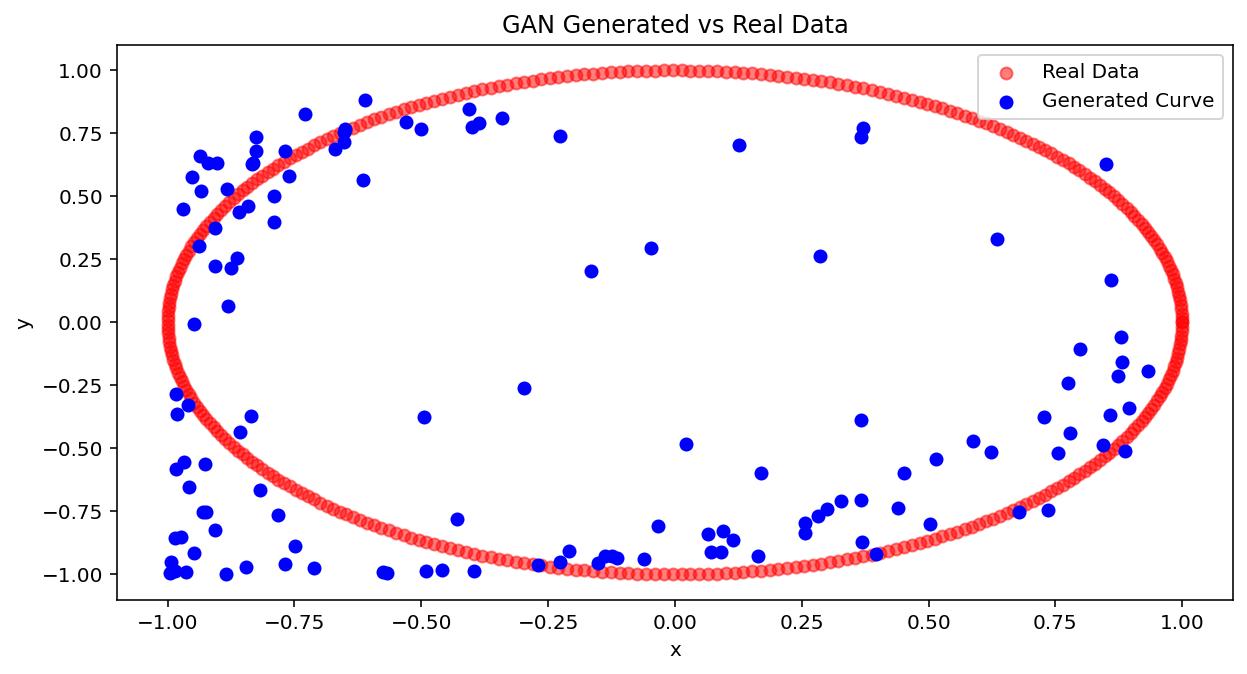 GAN Generated vs Real Data
Real Data
Generated Curve
1.00
0.75
0.50
0.25
0.00
−0.25
−0.50
−0.75
−1.00
y
−1.00 −0.75 −0.50 −0.25 0.00 0.25 0.50 0.75 1.00
x